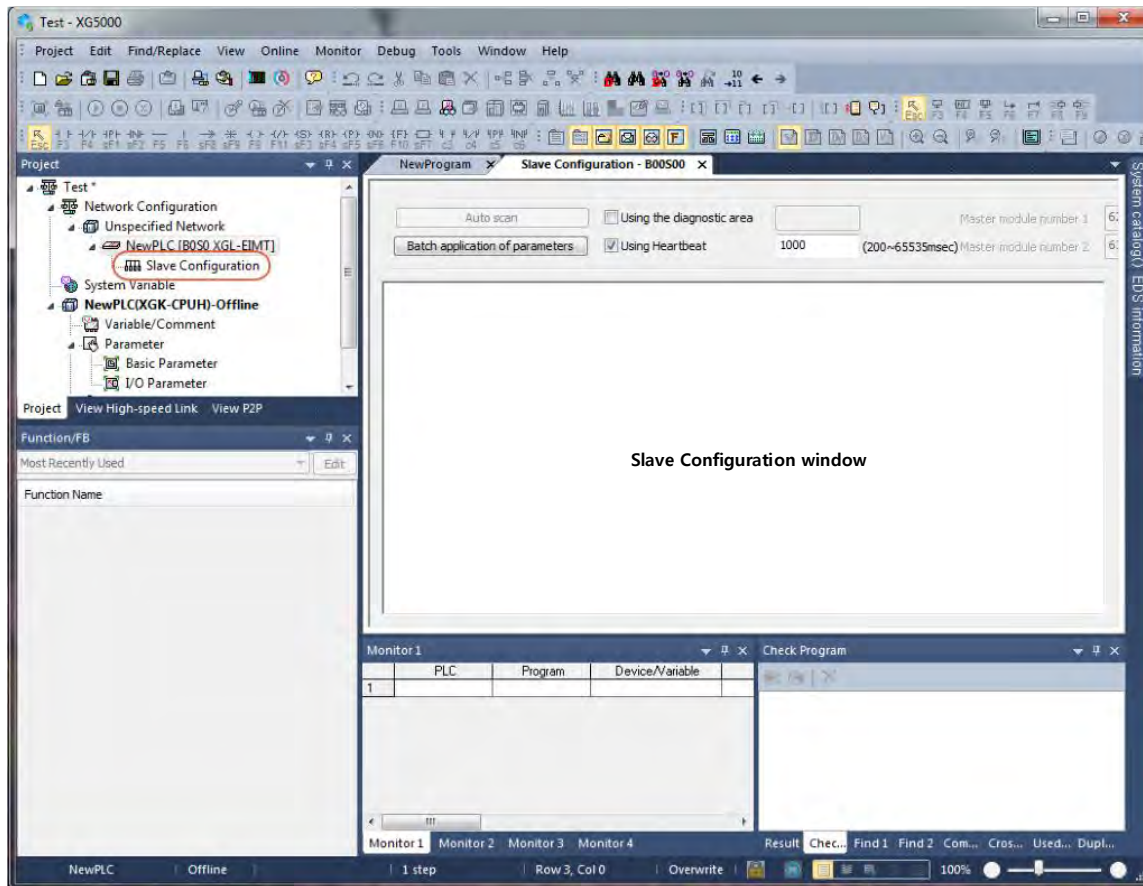 Test - XG5000
Project Edit Find/Replace View Online Monitor Debug Tools Window Help
Project
NewProgram
Slave Configuration - B00S00
Test *
Network Configuration
Unspecified Network
NewPLC [B0S0 XGL-EIMT]
Slave Configuration
System Variable
NewPLC(XGK-CPUH)-Offline
Variable/Comment
Parameter
Basic Parameter
I/O Parameter
Project View High-speed Link View P2P
Auto scan
Using the diagnostic area
Master module number 1
Batch application of parameters
Using Heartbeat
1000
(200~65535msec)
Master module number 2
System catalog() EDS information
Function/FB
Most Recently Used
Edit
Function Name
Slave Configuration window
Monitor 1
PLC Program Device/Variable
1
Monitor 1 Monitor 2 Monitor 3 Monitor 4
Check Program
Result Chec... Find 1 Find 2 Com... Cros... Used... Dupl...
NewPLC Offline 1 step Row 3, Col 0 Overwrite 100%